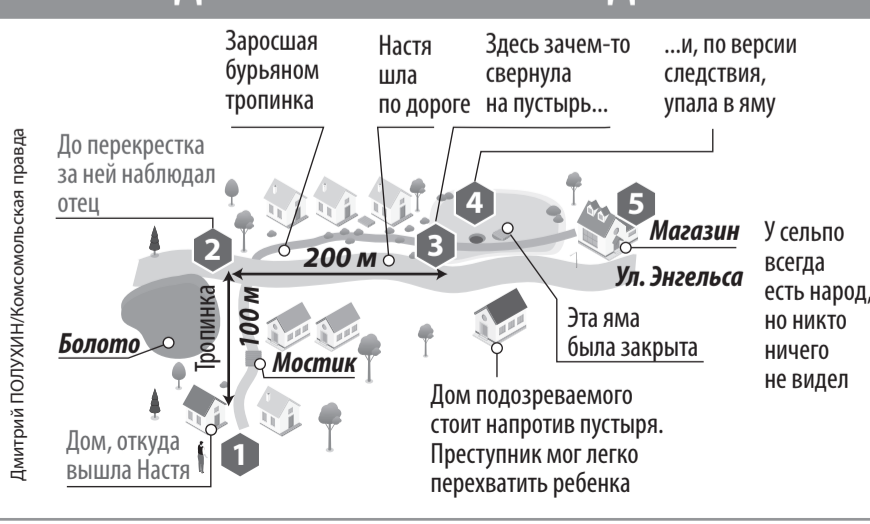 Заросшая
бурьяном
тропинка
Настя
шла
по дороге
Здесь зачем-то
свернула
на пустырь...
...и, по версии
следствия,
упала в яму
До перекрестка
за ней наблюдал
отец
2
3
4
5
200 м
Магазин
Ул. Энгельса
У сельпо
всегда
есть народ,
но никто
ничего
не видел
Тропинка
100 м
Болото
Мостик
Эта яма
была закрыта
Дом, откуда
вышла Настя
1
Дом подозреваемого
стоит напротив пустыря.
Преступник мог легко
перехватить ребенка
Дмитрий ПОЛУХИН/Комсомольская правда